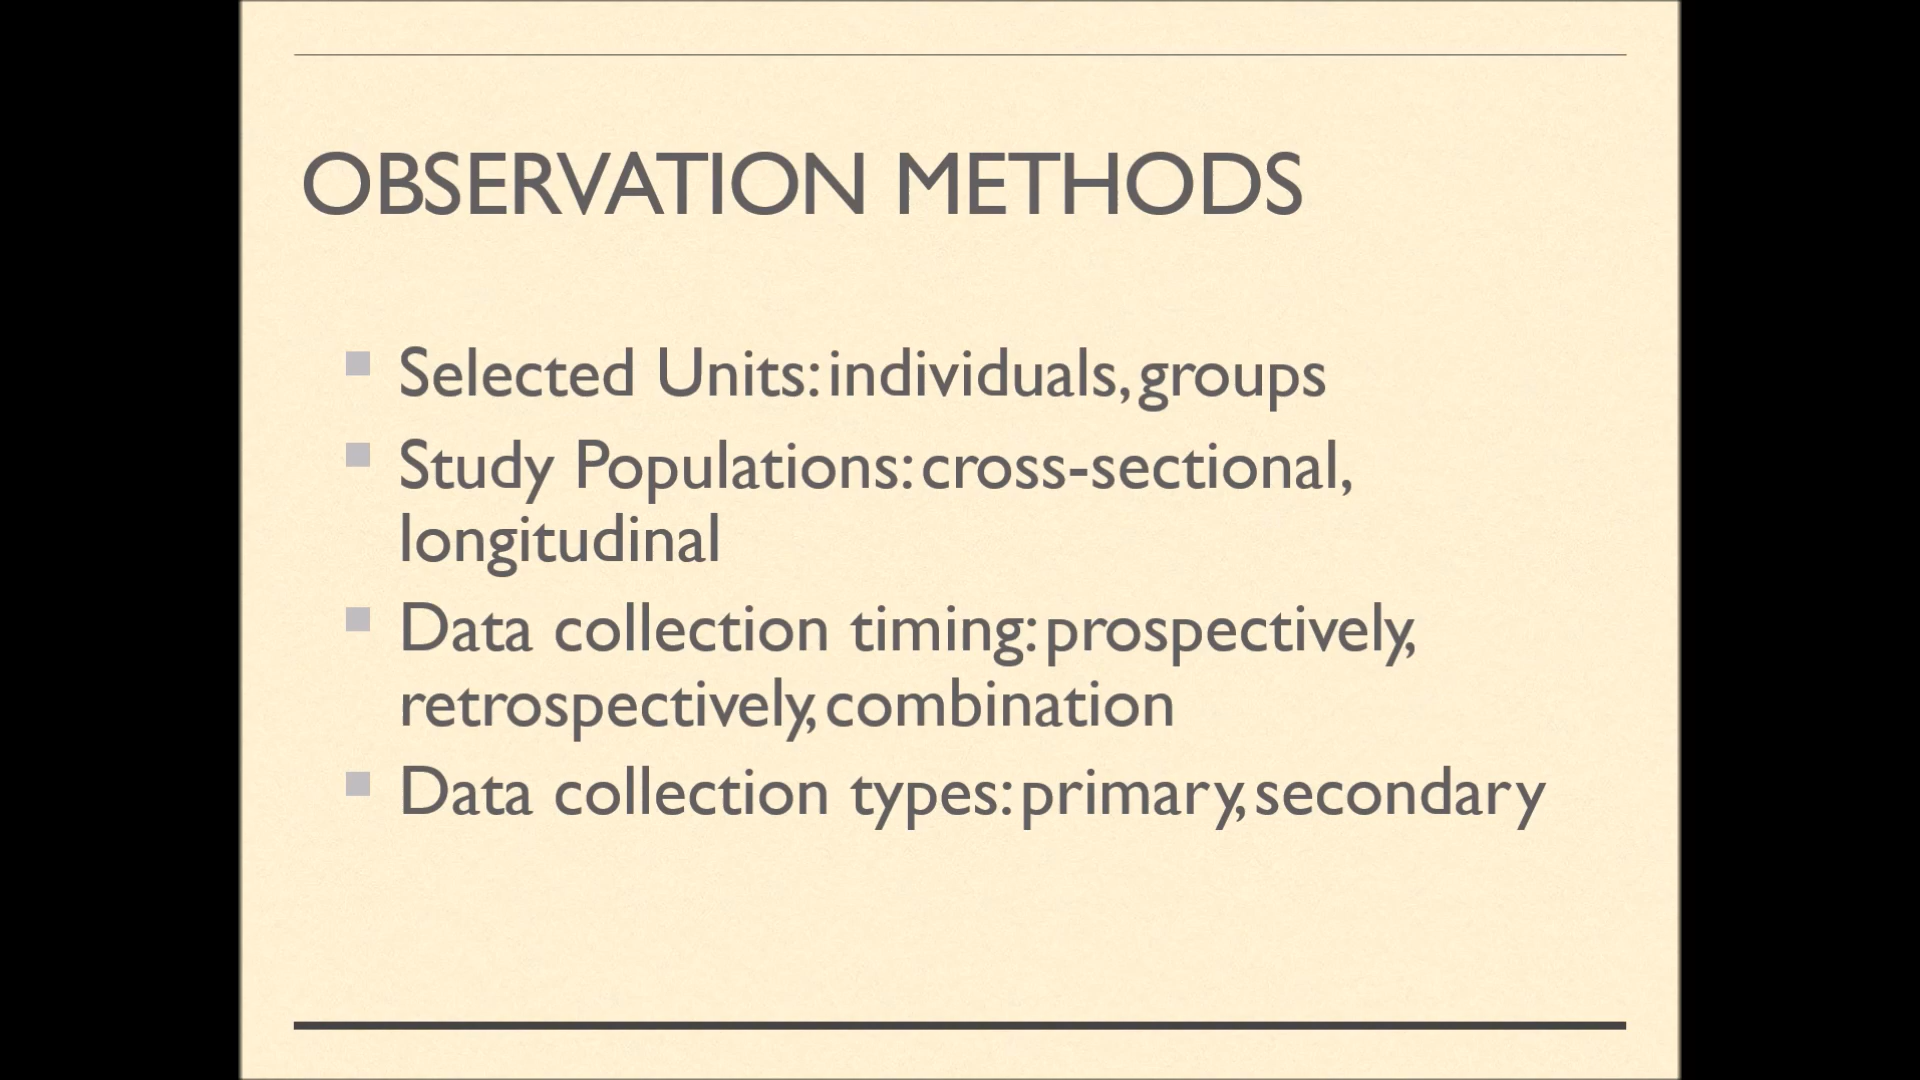 OBSERVATION METHODS
Selected Units: individuals, groups
Study Populations: cross-sectional,
longitudinal
Data collection timing: prospectively,
retrospectively, combination
Data collection types: primary, secondary